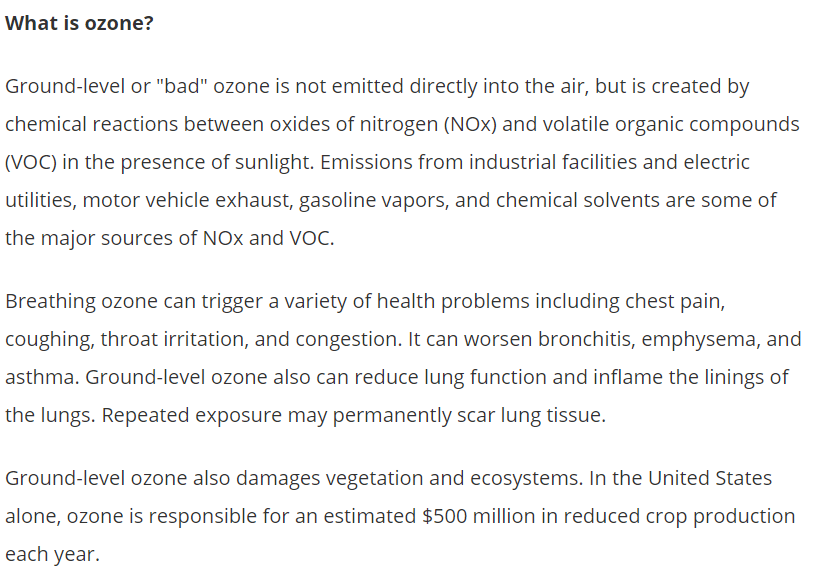 What is ozone?
Ground-level or "bad" ozone is not emitted directly into the air, but is created by
chemical reactions between oxides of nitrogen (NOx) and volatile organic compounds
(VOC) in the presence of sunlight. Emissions from industrial facilities and electric
utilities, motor vehicle exhaust, gasoline vapors, and chemical solvents are some of
the major sources of NOx and VOC.
Breathing ozone can trigger a variety of health problems including chest pain,
coughing, throat irritation, and congestion. It can worsen bronchitis, emphysema, and
asthma. Ground-level ozone also can reduce lung function and inflame the linings of
the lungs. Repeated exposure may permanently scar lung tissue.
Ground-level ozone also damages vegetation and ecosystems. In the United States
alone, ozone is responsible for an estimated $500 million in reduced crop production
each year.